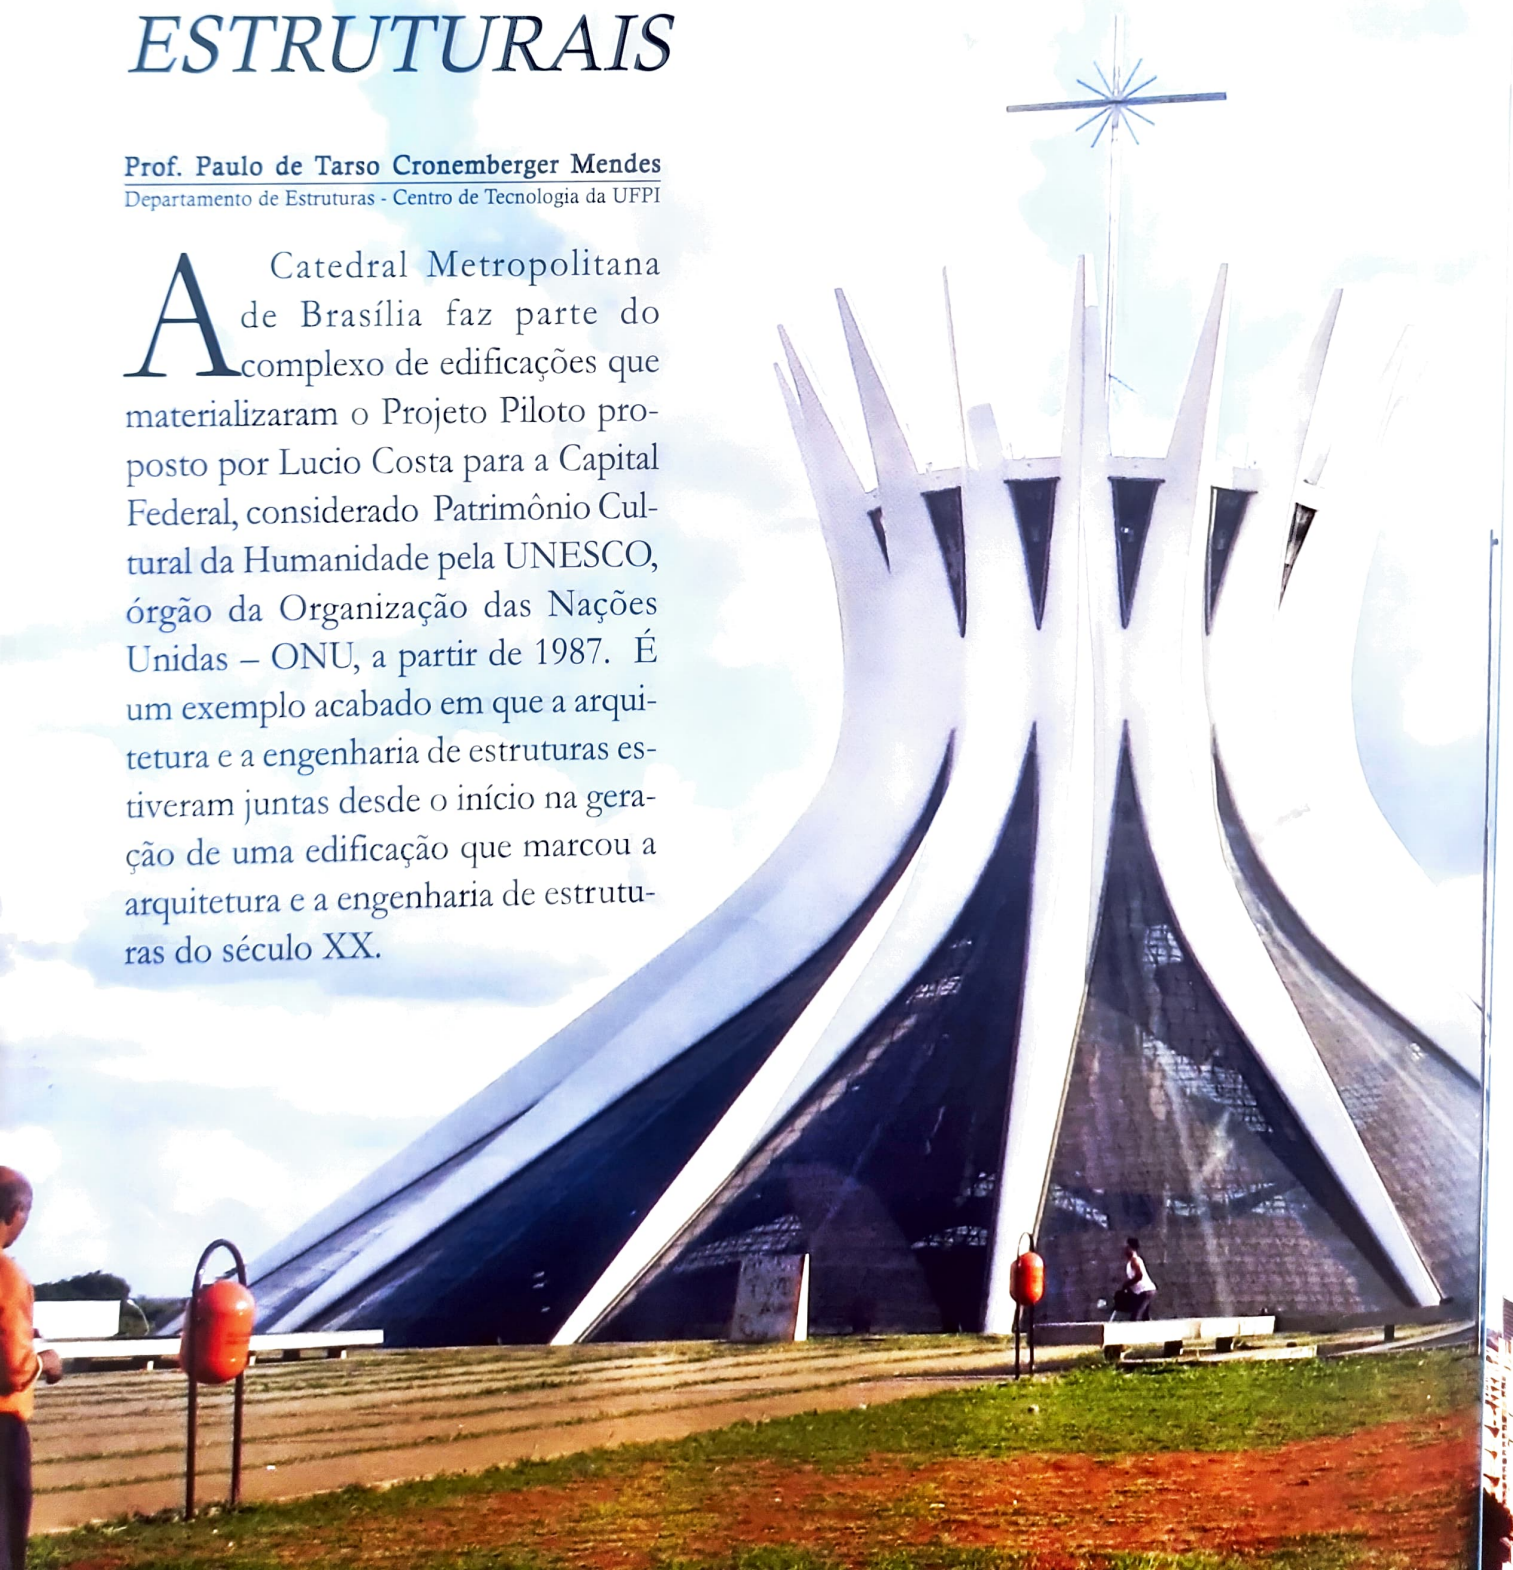 ESTRUTURAIS
Prof. Paulo de Tarso Cronemberger Mendes
Departamento de Estruturas - Centro de Tecnologia da UFPI
A Catedral Metropolitana
de Brasília faz parte do
complexo de edificações que
materializaram o Projeto Piloto pro-
posto por Lucio Costa para a Capital
Federal, considerado Patrimônio Cul-
tural da Humanidade pela UNESCO,
órgão da Organização das Nações
Unidas – ONU, a partir de 1987. É
um exemplo acabado em que a arqui-
tetura e a engenharia de estruturas es-
tiveram juntas desde o início na gera-
ção de uma edificação que marcou a
arquitetura e a engenharia de estrutu-
ras do século XX.